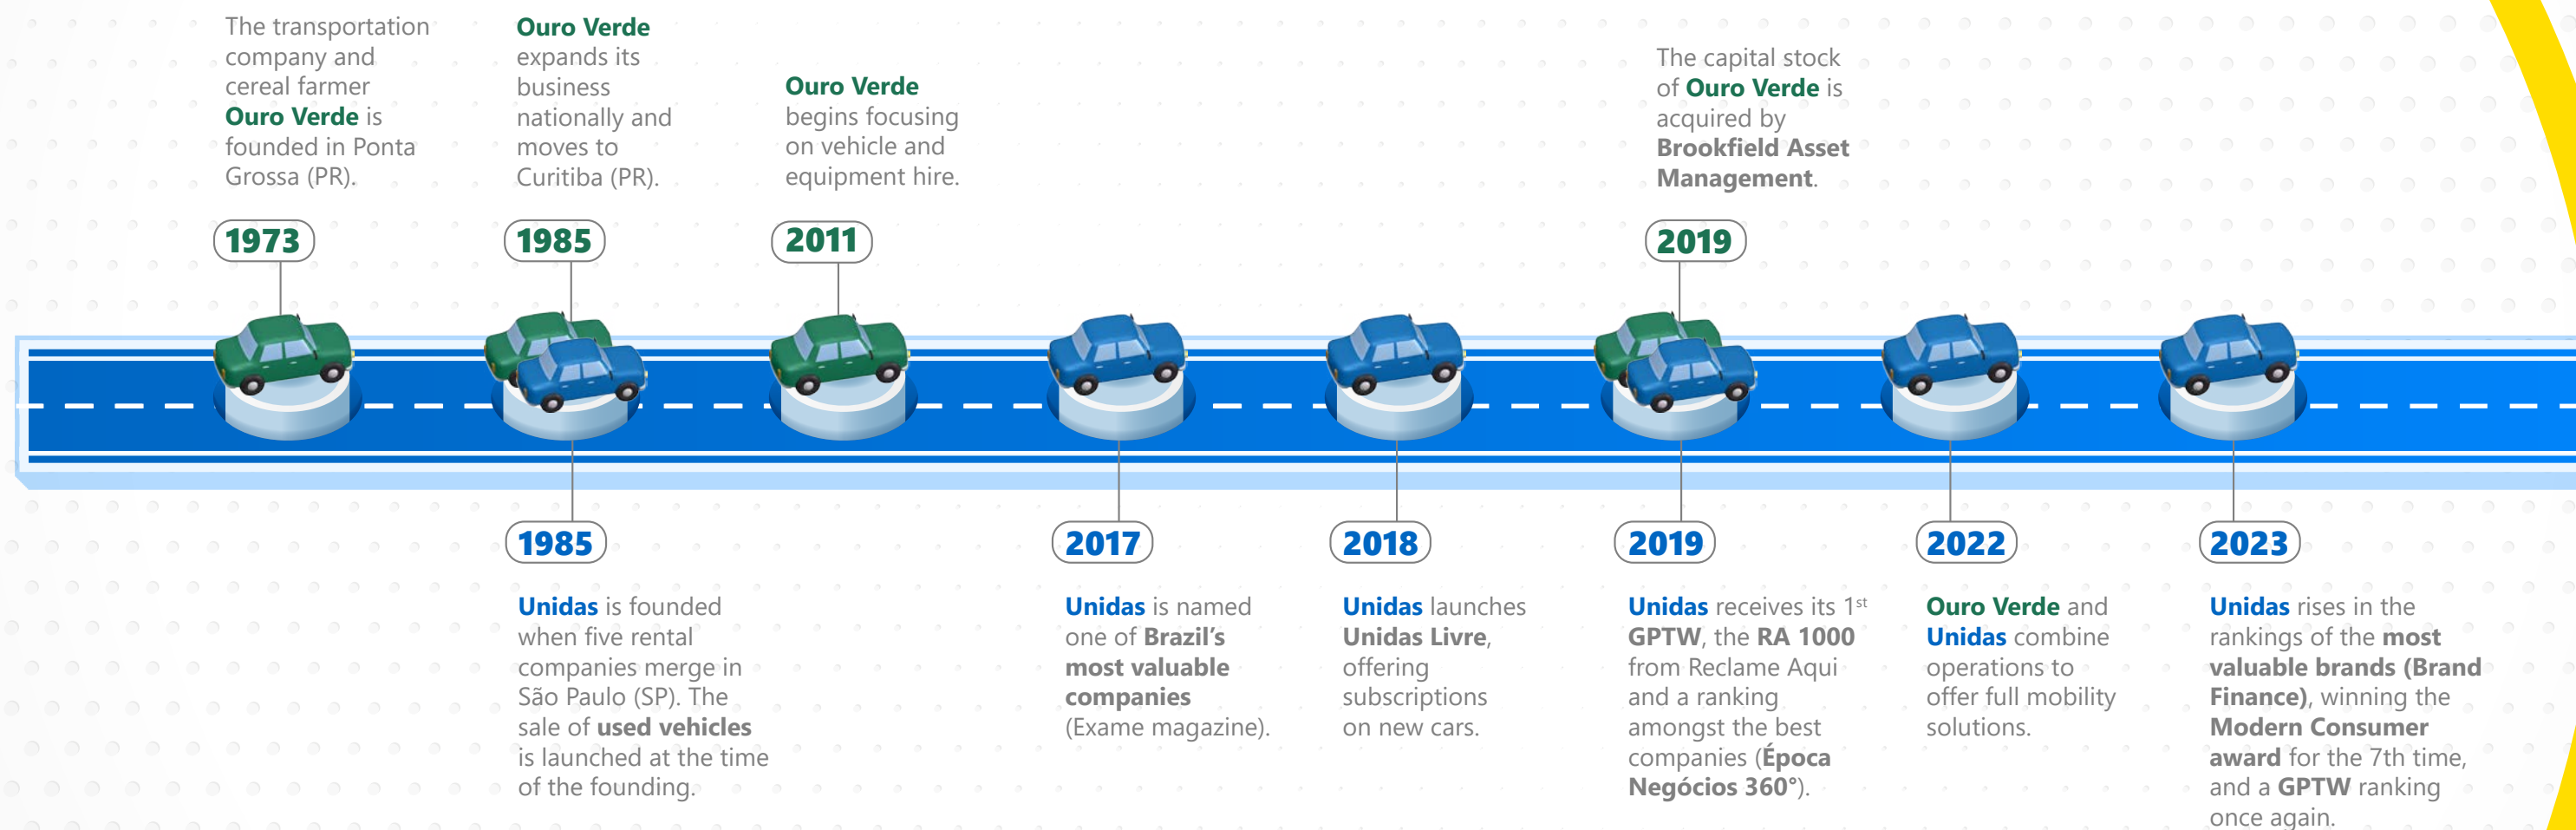 The transportation
company and
cereal farmer
Ouro Verde is
founded in Ponta
Grossa (PR).
1973
Ouro Verde
expands its
business
nationally and
moves to
Curitiba (PR).
1985
Ouro Verde
begins focusing
on vehicle and
equipment hire.
2011
The capital stock
of Ouro Verde is
acquired by
Brookfield Asset
Management.
2019
1985
Unidas is founded
when five rental
companies merge in
São Paulo (SP). The
sale of used vehicles
is launched at the time
of the founding.
2017
Unidas is named
one of Brazil’s
most valuable
companies
(Exame magazine).
2018
Unidas launches
Unidas Livre,
offering
subscriptions
on new cars.
2019
Unidas receives its 1st
GPTW, the RA 1000
from Reclame Aqui
and a ranking
amongst the best
companies (Época
Negócios 360°).
2022
Ouro Verde and
Unidas combine
operations to
offer full mobility
solutions.
2023
Unidas rises in the
rankings of the most
valuable brands (Brand
Finance), winning the
Modern Consumer
award for the 7th time,
and a GPTW ranking
once again.